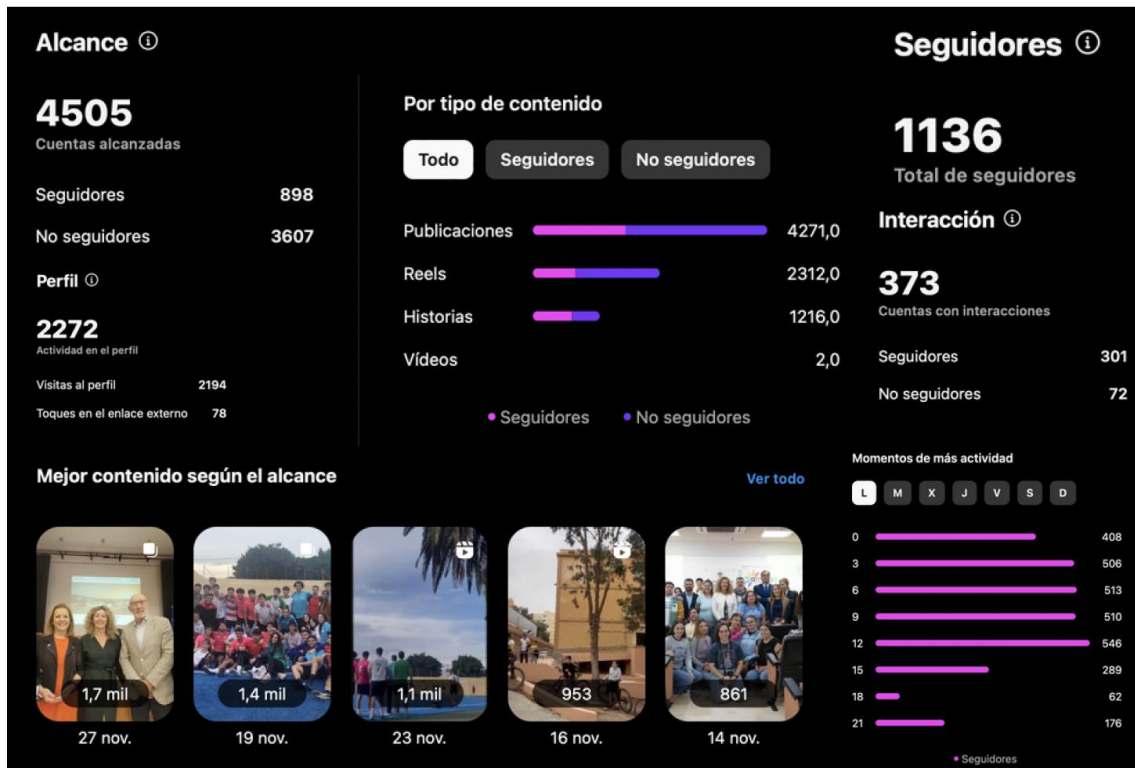 Alcance
4505
Cuentas alcanzadas
Seguidores 898
No seguidores 3607
Perfil
2272
Actividad en el perfil
Visitas al perfil 2194
Toques en el enlace externo 78
Por tipo de contenido
Todo Seguidores No seguidores
Publicaciones 4271,0
Reels 2312,0
Historias 1216,0
Vídeos 2,0
Seguidores No seguidores
Seguidores
1136
Total de seguidores
Interacción
373
Cuentas con interacciones
Seguidores 301
No seguidores 72
Mejor contenido según el alcance Ver todo
1,7 mil 1,4 mil 1,1 mil 953 861
27 nov. 19 nov. 23 nov. 16 nov. 14 nov.
Momentos de más actividad
L M X J V S D
0 408
3 506
6 513
9 510
12 546
15 289
18 62
21 176
Seguidores